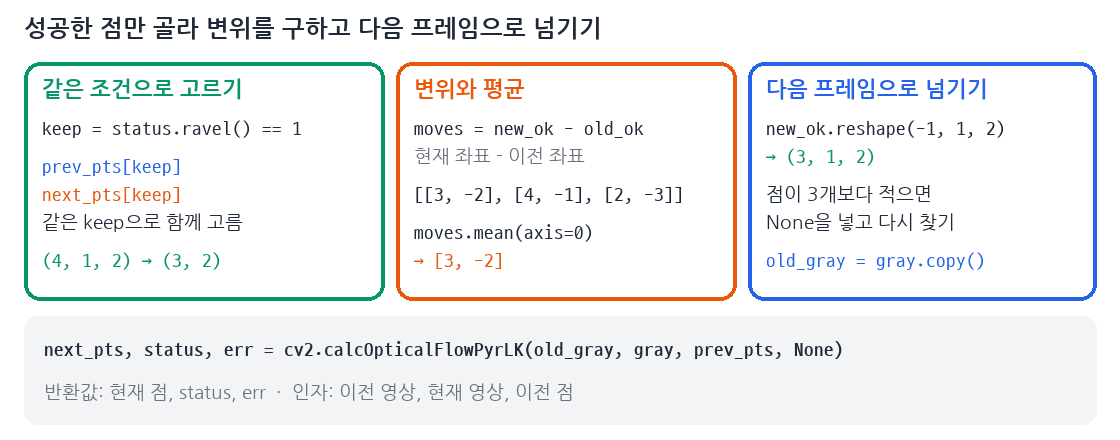 성공한 점만 골라 변위를 구하고 다음 프레임으로 넘기기
같은 조건으로 고르기
keep = status.ravel() == 1
prev_pts[keep]
next_pts[keep]
같은 keep으로 함께 고름
(4, 1, 2) → (3, 2)
변위와 평균
moves = new_ok - old_ok
현재 좌표 - 이전 좌표
[[3, -2], [4, -1], [2, -3]]
moves.mean(axis=0)
→ [3, -2]
다음 프레임으로 넘기기
new_ok.reshape(-1, 1, 2)
→ (3, 1, 2)
점이 3개보다 적으면
None을 넣고 다시 찾기
old_gray = gray.copy()
next_pts, status, err = cv2.calcOpticalFlowPyrLK(old_gray, gray, prev_pts, None)
반환값: 현재 점, status, err · 인자: 이전 영상, 현재 영상, 이전 점